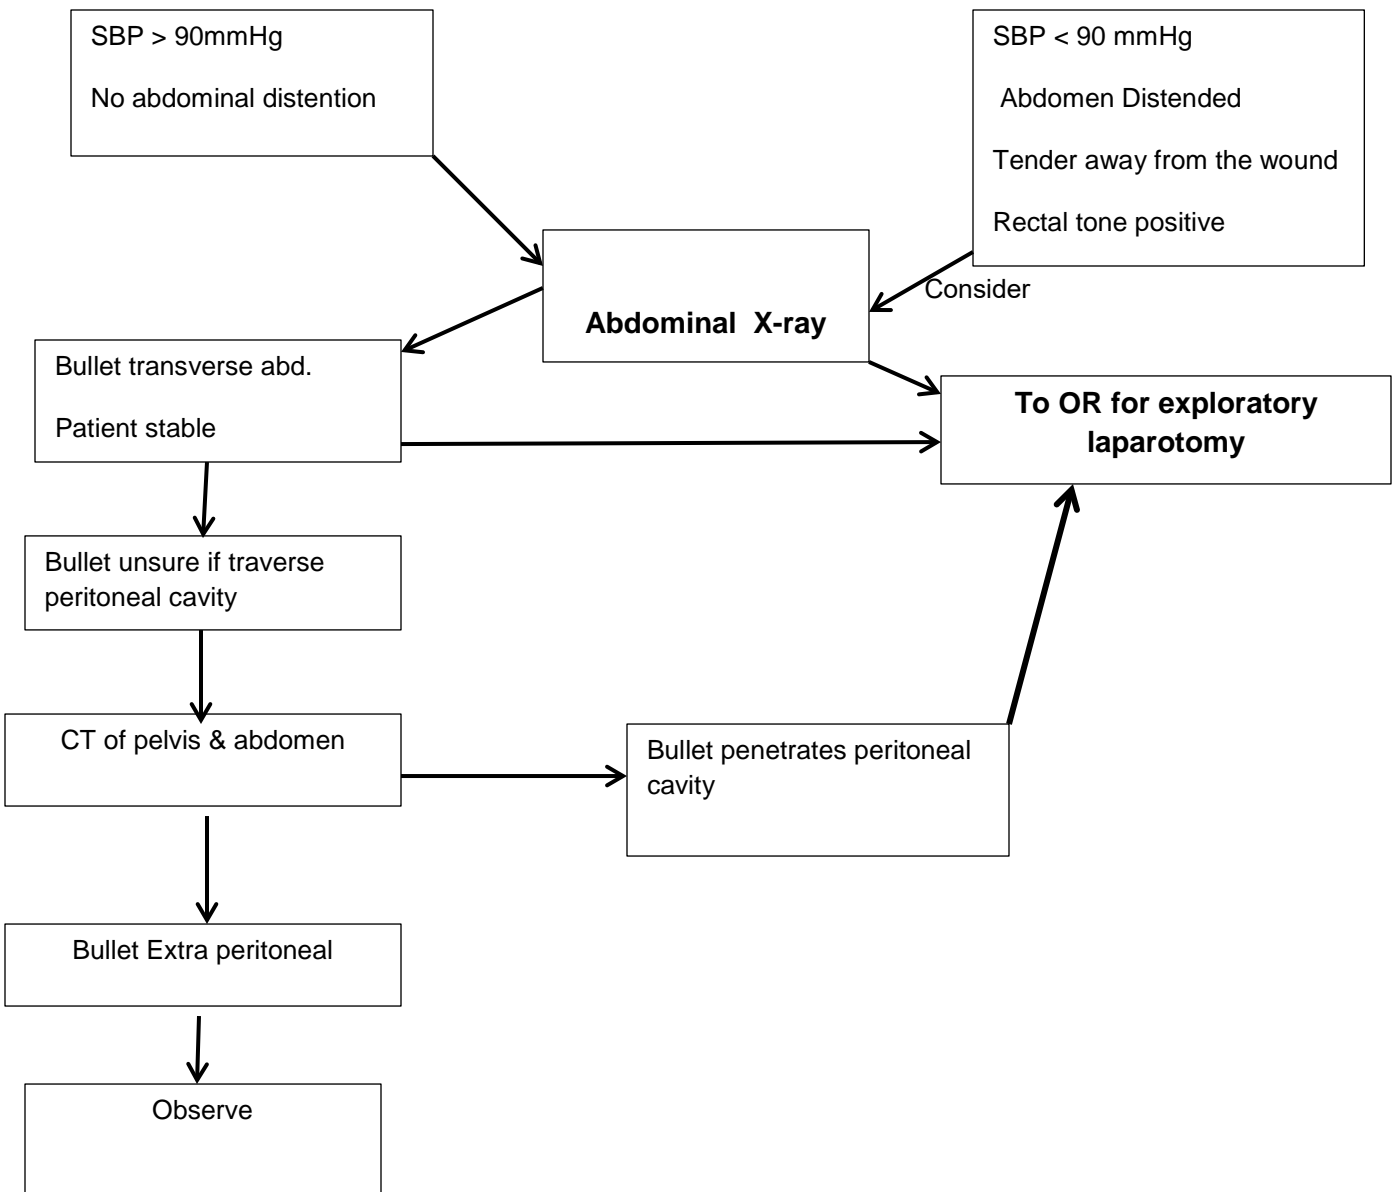 SBP > 90mmHg
No abdominal distention
SBP < 90 mmHg
Abdomen Distended
Tender away from the wound
Rectal tone positive
Consider
Abdominal X-ray
Bullet transverse abd.
Patient stable
To OR for exploratory
laparotomy
Bullet unsure if traverse
peritoneal cavity
CT of pelvis & abdomen
Bullet penetrates peritoneal
cavity
Bullet Extra peritoneal
Observe